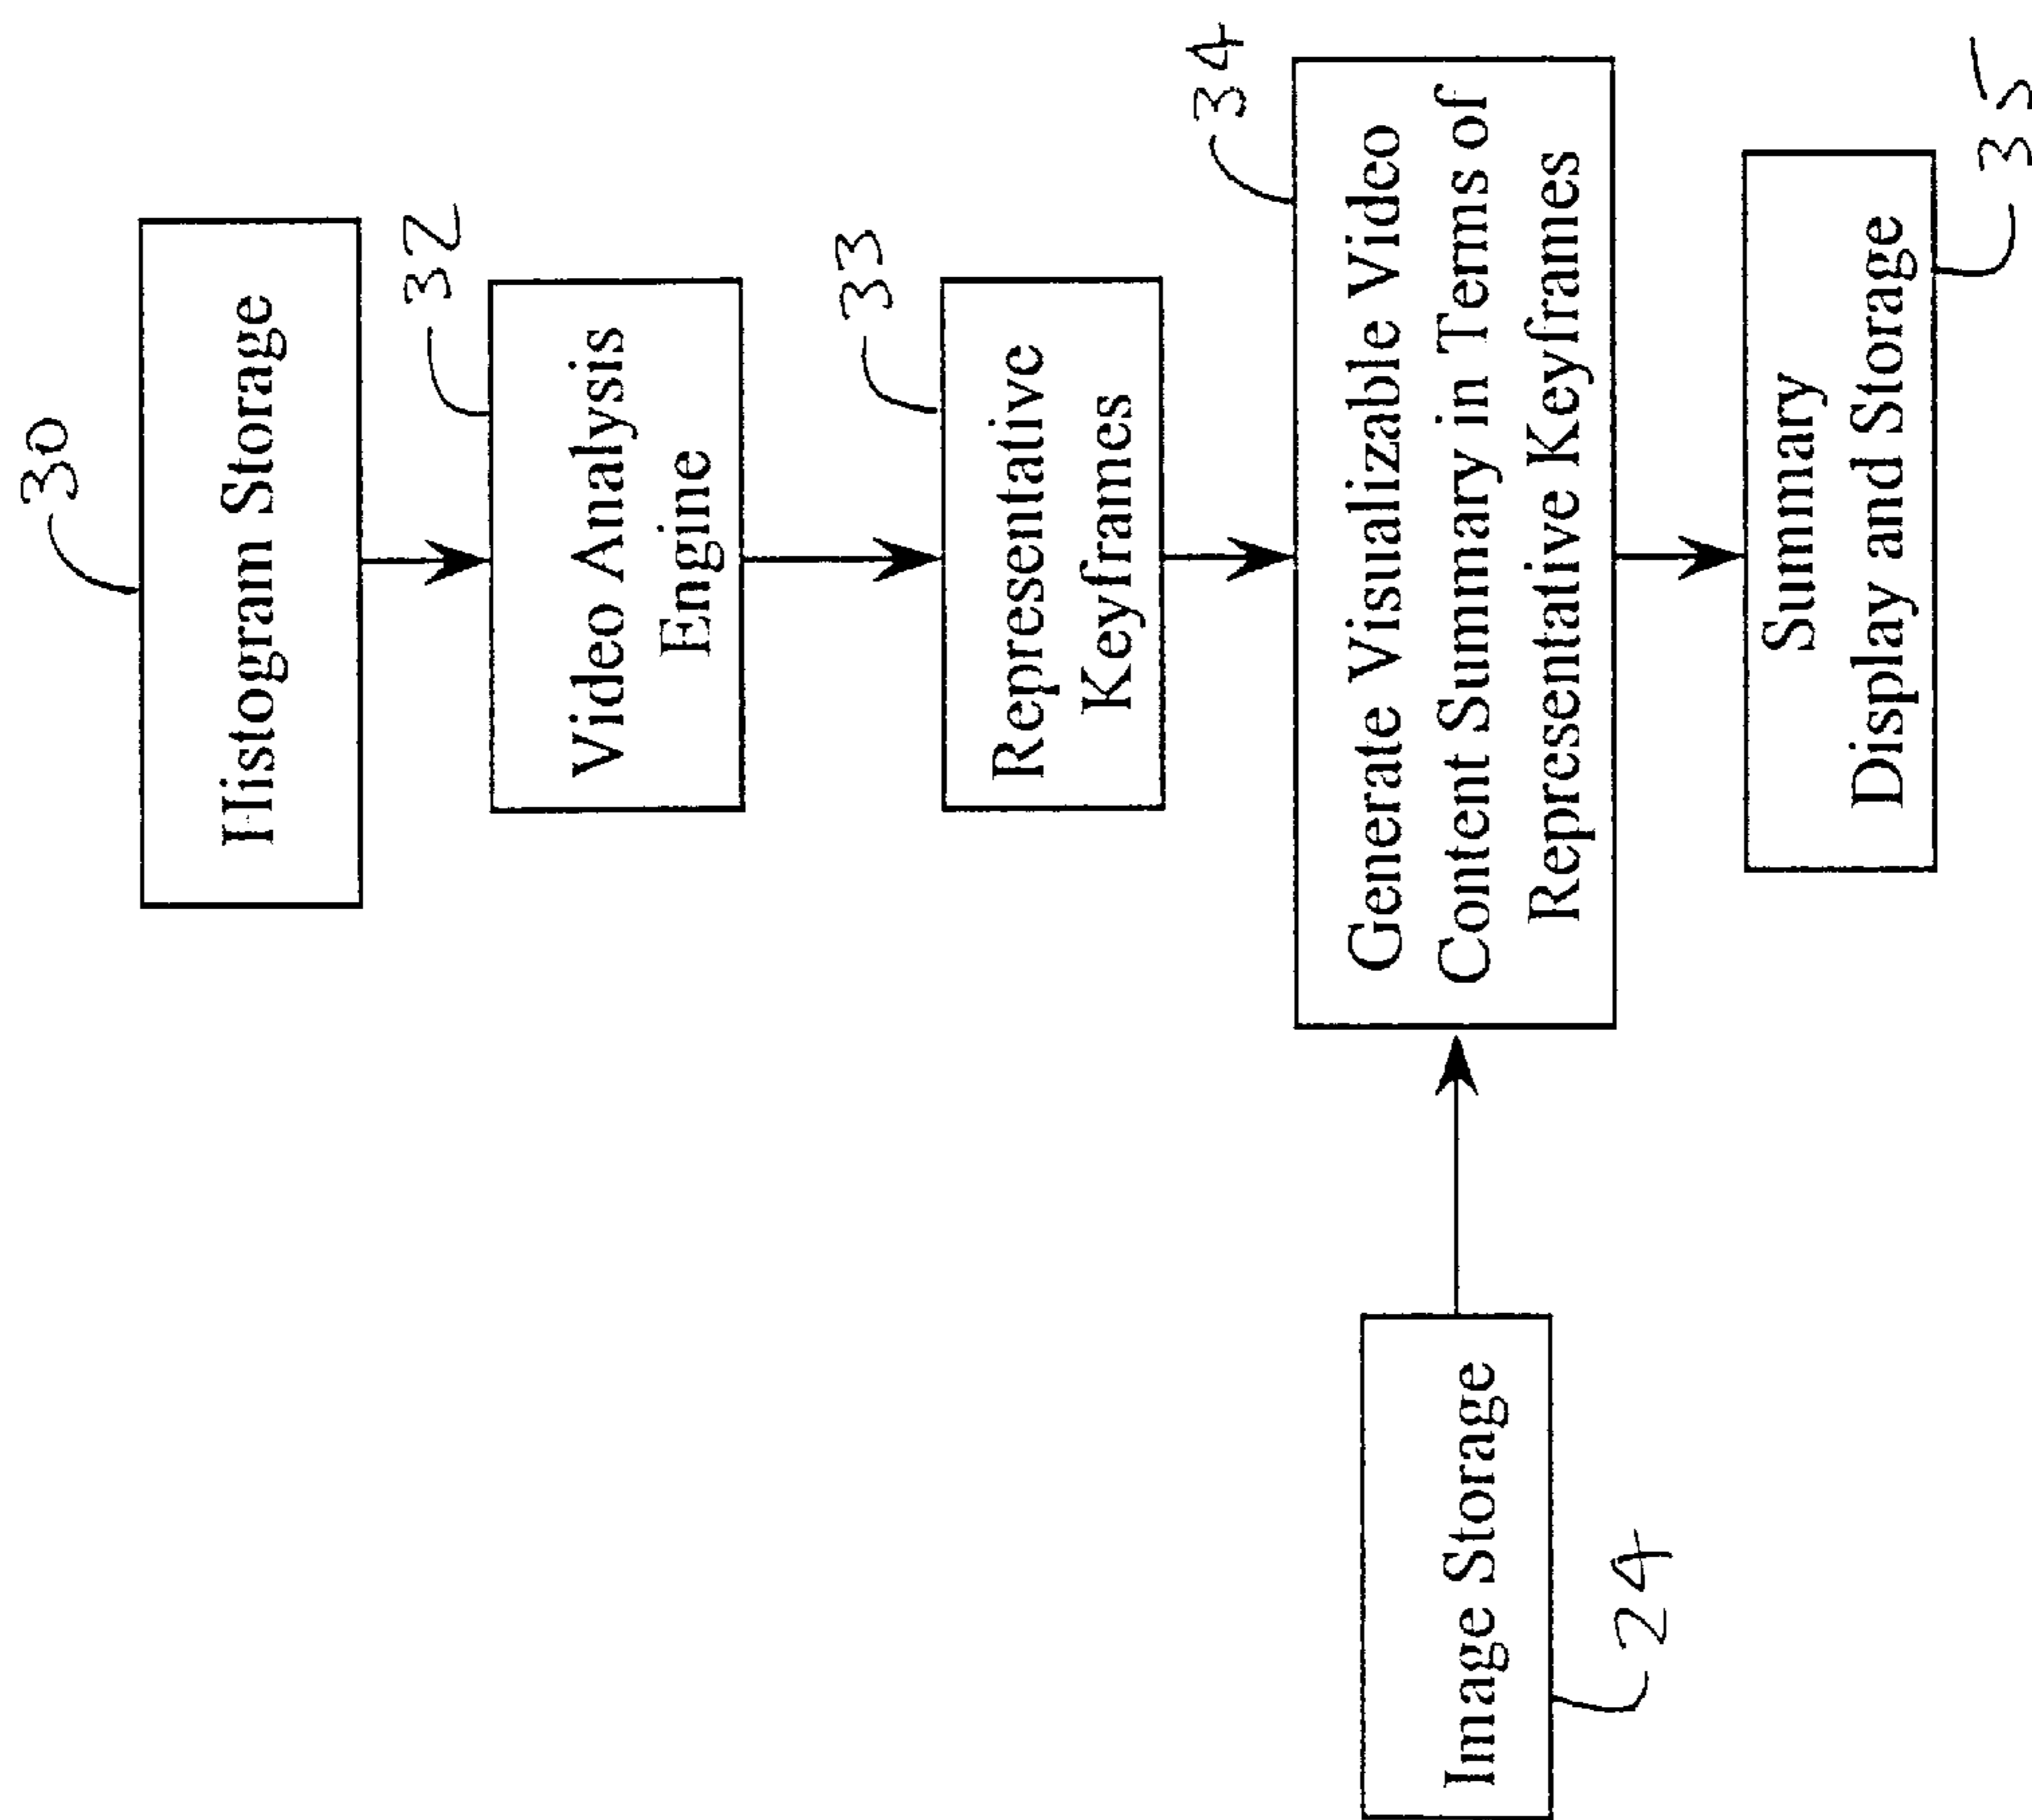 30
Histogram Storage
32
Video Analysis
Engine
33
Representative
Keyframes
34
Generate Visualizable Video
Content Summary in Terms of
Representative Keyframes
Image Storage
24
Summary
Display and Storage
35